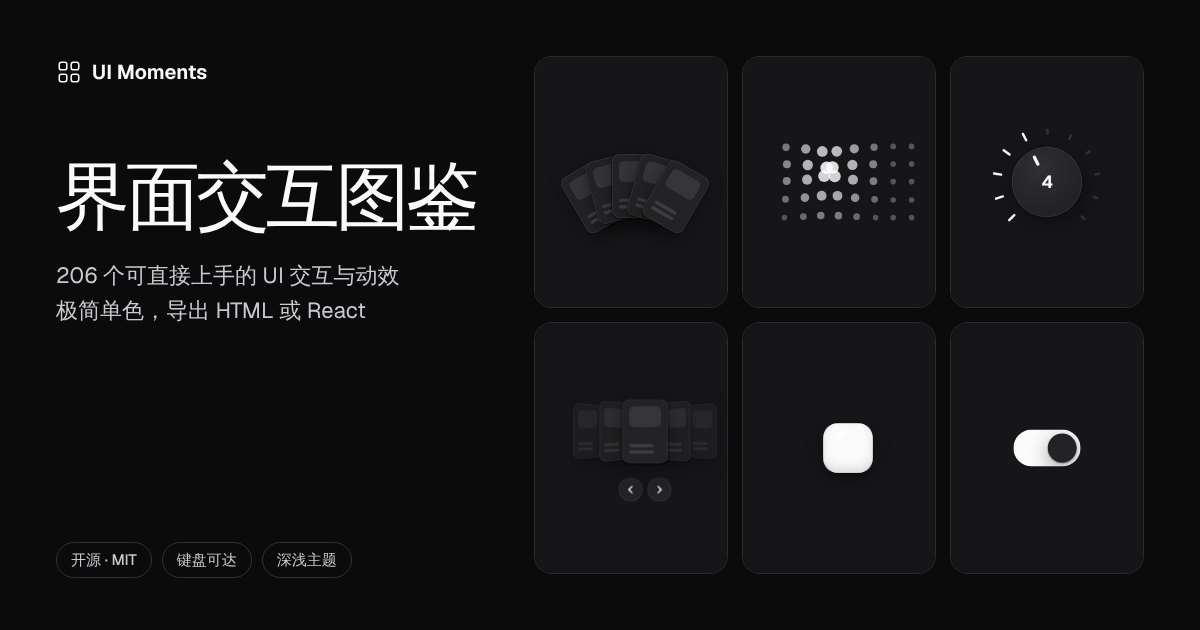 UI Moments
界面交互图鉴
206 个可直接上手的 UI 交互与动效
极简单色，导出 HTML 或 React
开源 · MIT
键盘可达
深浅主题
4